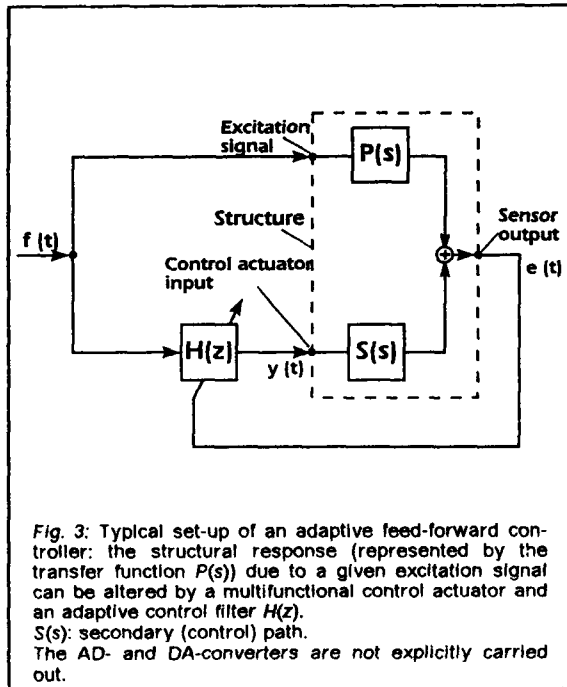 Excitation
signal
P(s)
Structure
Sensor
output
f (t)
Control actuator
input
e (t)
H(z)
y (t)
S(s)
Fig. 3: Typical set-up of an adaptive feed-forward con-
troller: the structural response (represented by the
transfer function P(s)) due to a given excitation signal
can be altered by a multifunctional control actuator and
an adaptive control filter H(z).
S(s): secondary (control) path.
The AD- and DA-converters are not explicitly carried
out.